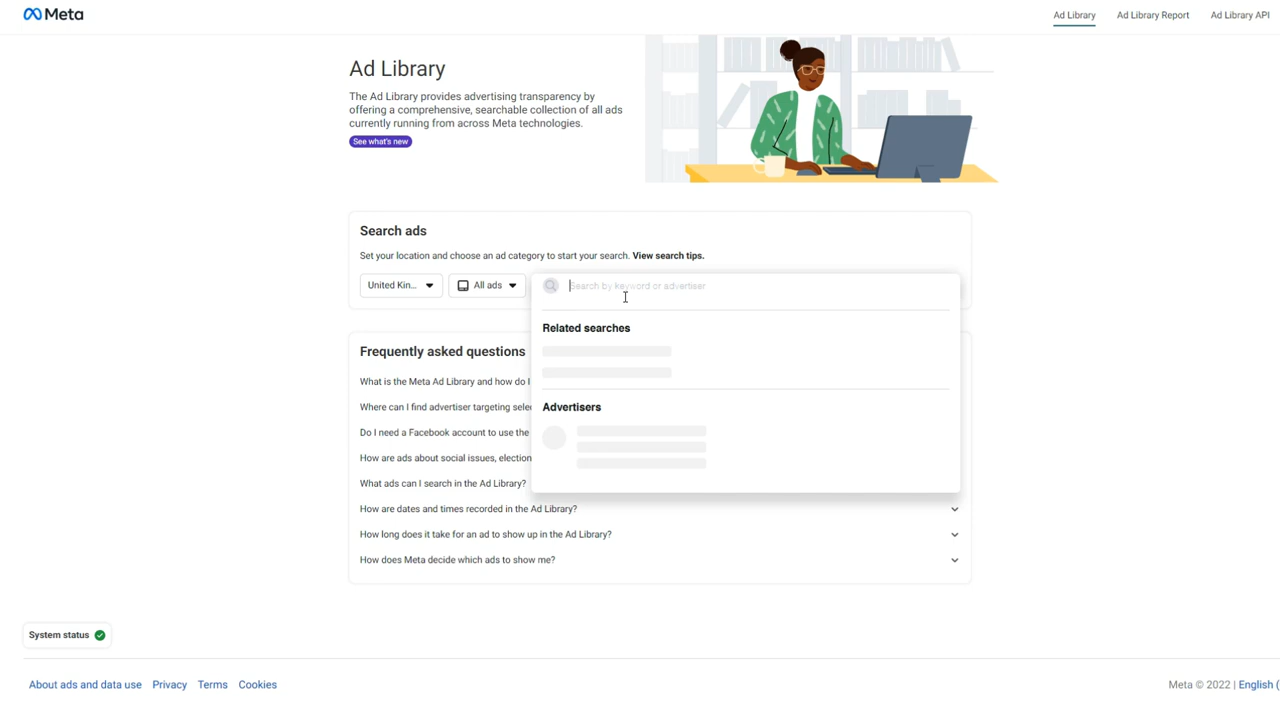 Meta
Ad Library
Ad Library Report
Ad Library API
Ad Library
The Ad Library provides advertising transparency by
offering a comprehensive, searchable collection of all ads
currently running from across Meta technologies.
See what's new
Search ads
Set your location and choose an ad category to start your search. View search tips.
United Kin...
All ads
Search by keyword or advertiser
Related searches
Advertisers
Frequently asked questions
What is the Meta Ad Library and how do I
Where can I find advertiser targeting
Do I need a Facebook account to use the
How are ads about social issues, election
What ads can I search in the Ad Library?
How are dates and times recorded in the Ad Library?
How long does it take for an ad to show up in the Ad Library?
How does Meta decide which ads to show me?
System status
About ads and data use
Privacy
Terms
Cookies
Meta © 2022 | English (